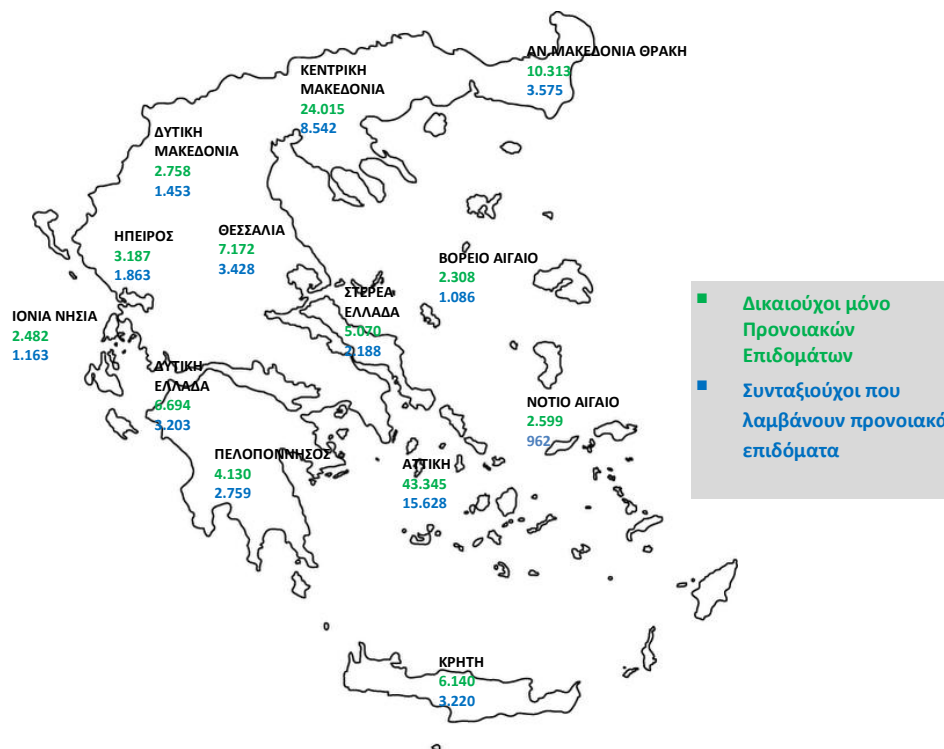 ΑΝ.ΜΑΚΕΔΟΝΙΑ ΘΡΑΚΗ
10.313
3.575
ΚΕΝΤΡΙΚΗ
ΜΑΚΕΔΟΝΙΑ
24.015
8.542
ΔΥΤΙΚΗ
ΜΑΚΕΔΟΝΙΑ
2.758
1.453
ΗΠΕΙΡΟΣ
3.187
1.863
ΘΕΣΣΑΛΙΑ
7.172
3.428
ΒΟΡΕΙΟ ΑΙΓΑΙΟ
2.308
1.086
ΣΤΕΡΕΑ
ΕΛΛΑΔΑ
5.070
2.188
ΙΟΝΙΑ ΝΗΣΙΑ
2.482
1.163
ΔΥΤΙΚΗ
ΕΛΛΑΔΑ
6.694
3.203
ΝΟΤΙΟ ΑΙΓΑΙΟ
2.599
962
ΠΕΛΟΠΟΝΝΗΣΟΣ
4.130
2.759
ΑΤΤΙΚΗ
43.345
15.628
ΚΡΗΤΗ
6.140
3.220
Δικαιούχοι μόνο
Προνοιακών
Επιδομάτων
Συνταξιούχοι που
λαμβάνουν προνοιακά
επιδόματα